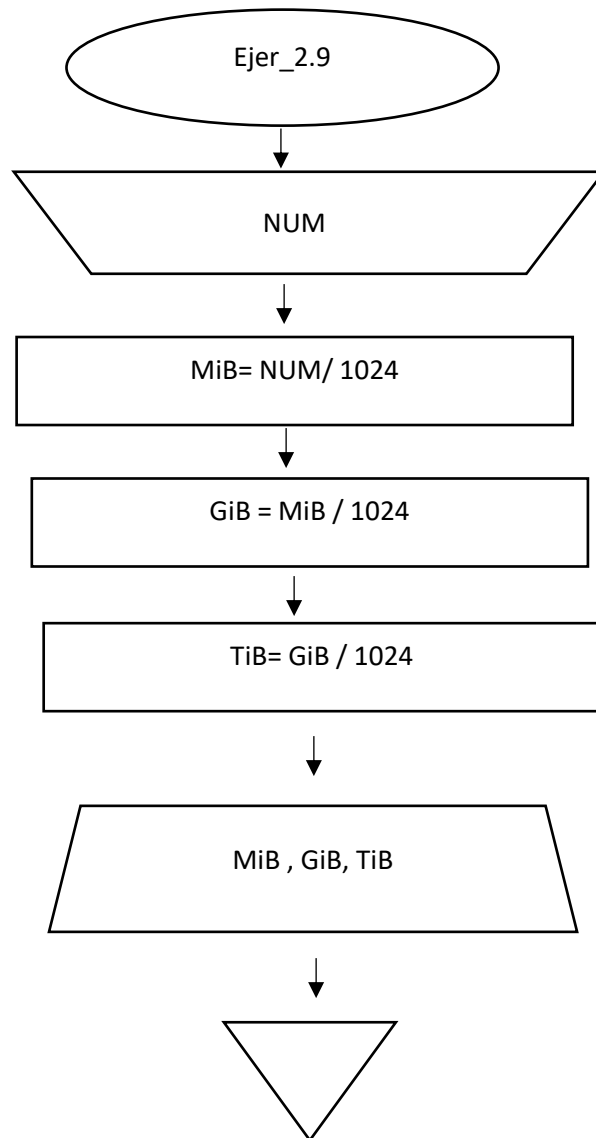 Ejer_2.9
NUM
MiB= NUM/ 1024
GiB = MiB / 1024
TiB= GiB / 1024
MiB , GiB, TiB